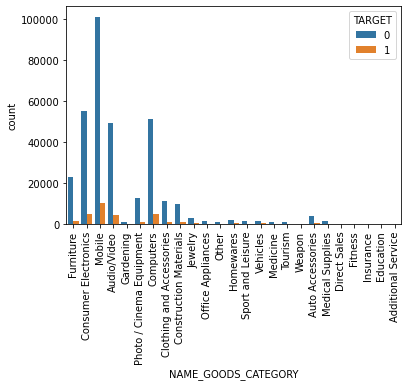 100000
80000
60000
40000
20000
0
count
TARGET
0
1
Furniture
Consumer Electronics
Mobile
Audio/Video
Gardening
Photo / Cinema Equipment
Computers
Clothing and Accessories
Construction Materials
Jewelry
Office Appliances
Other
Homewares
Sport and Leisure
Vehicles
Medicine
Tourism
Weapon
Auto Accessories
Medical Supplies
Direct Sales
Fitness
Insurance
Education
Additional Service
NAME_GOODS_CATEGORY